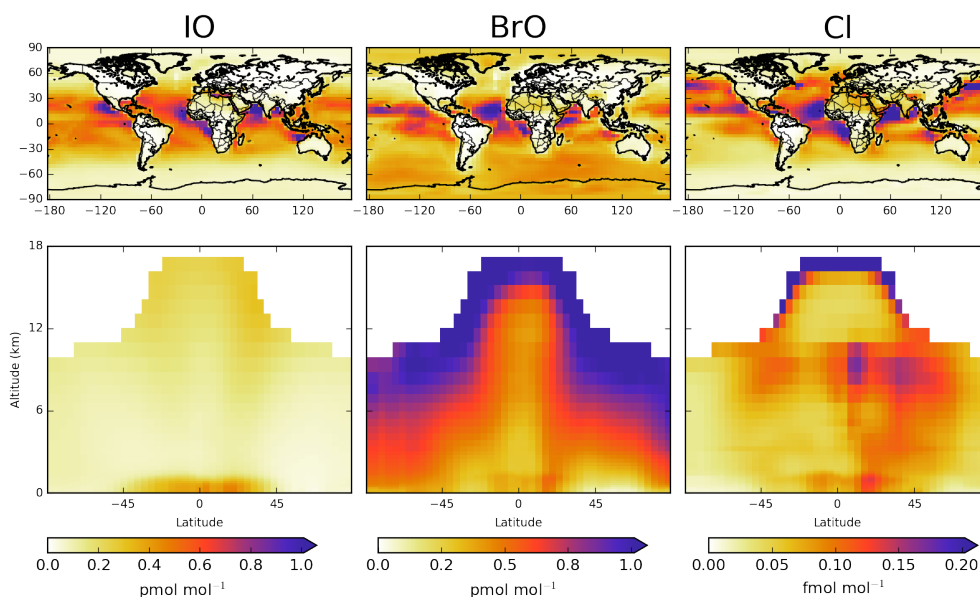 IO BrO Cl
90
60
30
0
−30
−60
−90
−180 −120 −60 0 60 120 −180 −120 −60 0 60 120 −180 −120 −60 0 60 120
18
12
6
0
Altitude (km)
−45 0 45 −45 0 45 −45 0 45
Latitude Latitude Latitude
0.0 0.2 0.4 0.6 0.8 1.0 0.0 0.2 0.4 0.6 0.8 1.0 0.00 0.05 0.10 0.15 0.20
pmol mol⁻¹ pmol mol⁻¹ fmol mol⁻¹